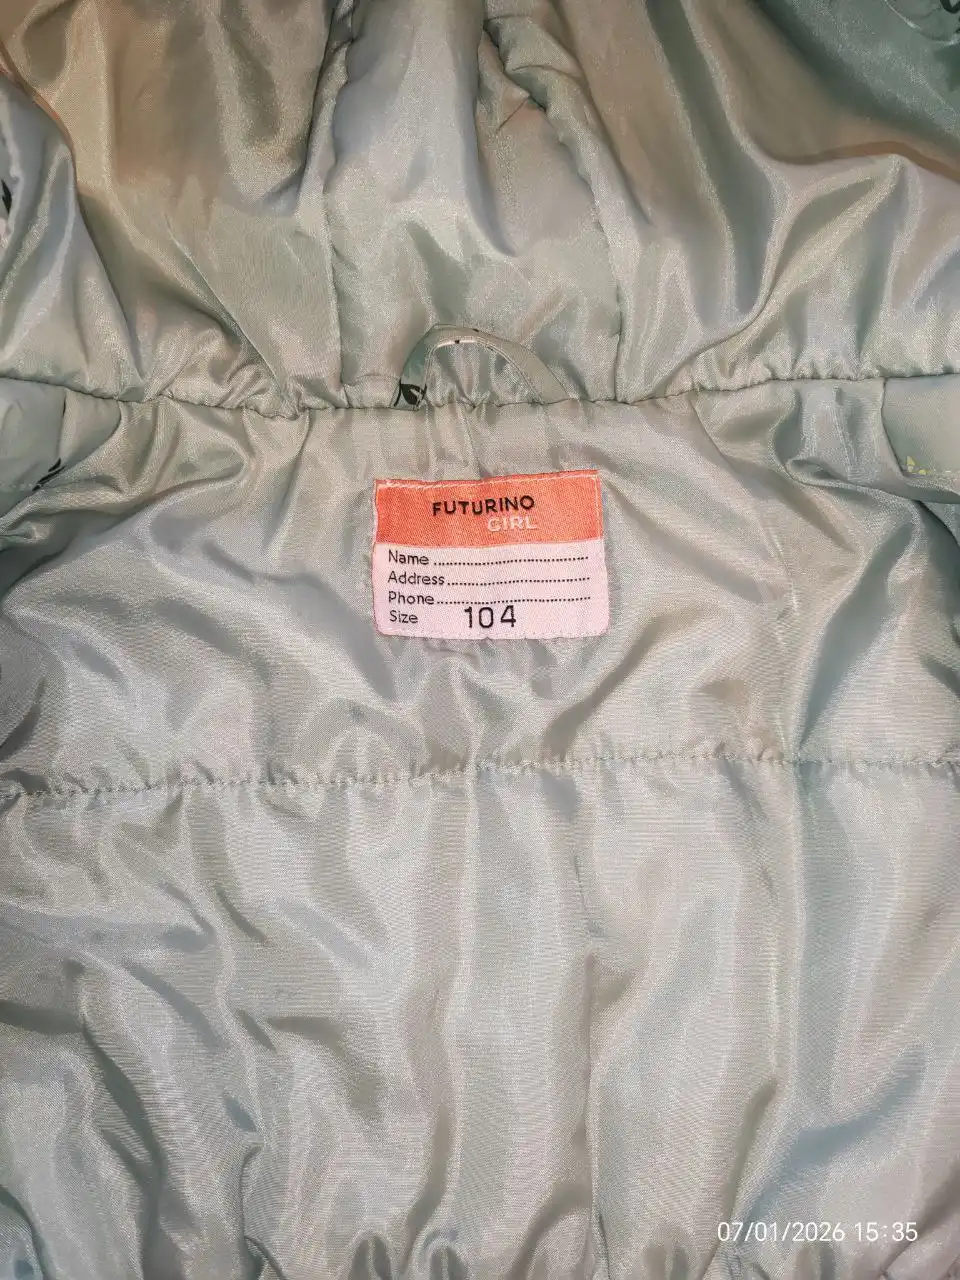 FUTURINO
GIRL
Name ........................................
Address.....................................
Phone.......................................
Size 104
07/01/2026 15:35